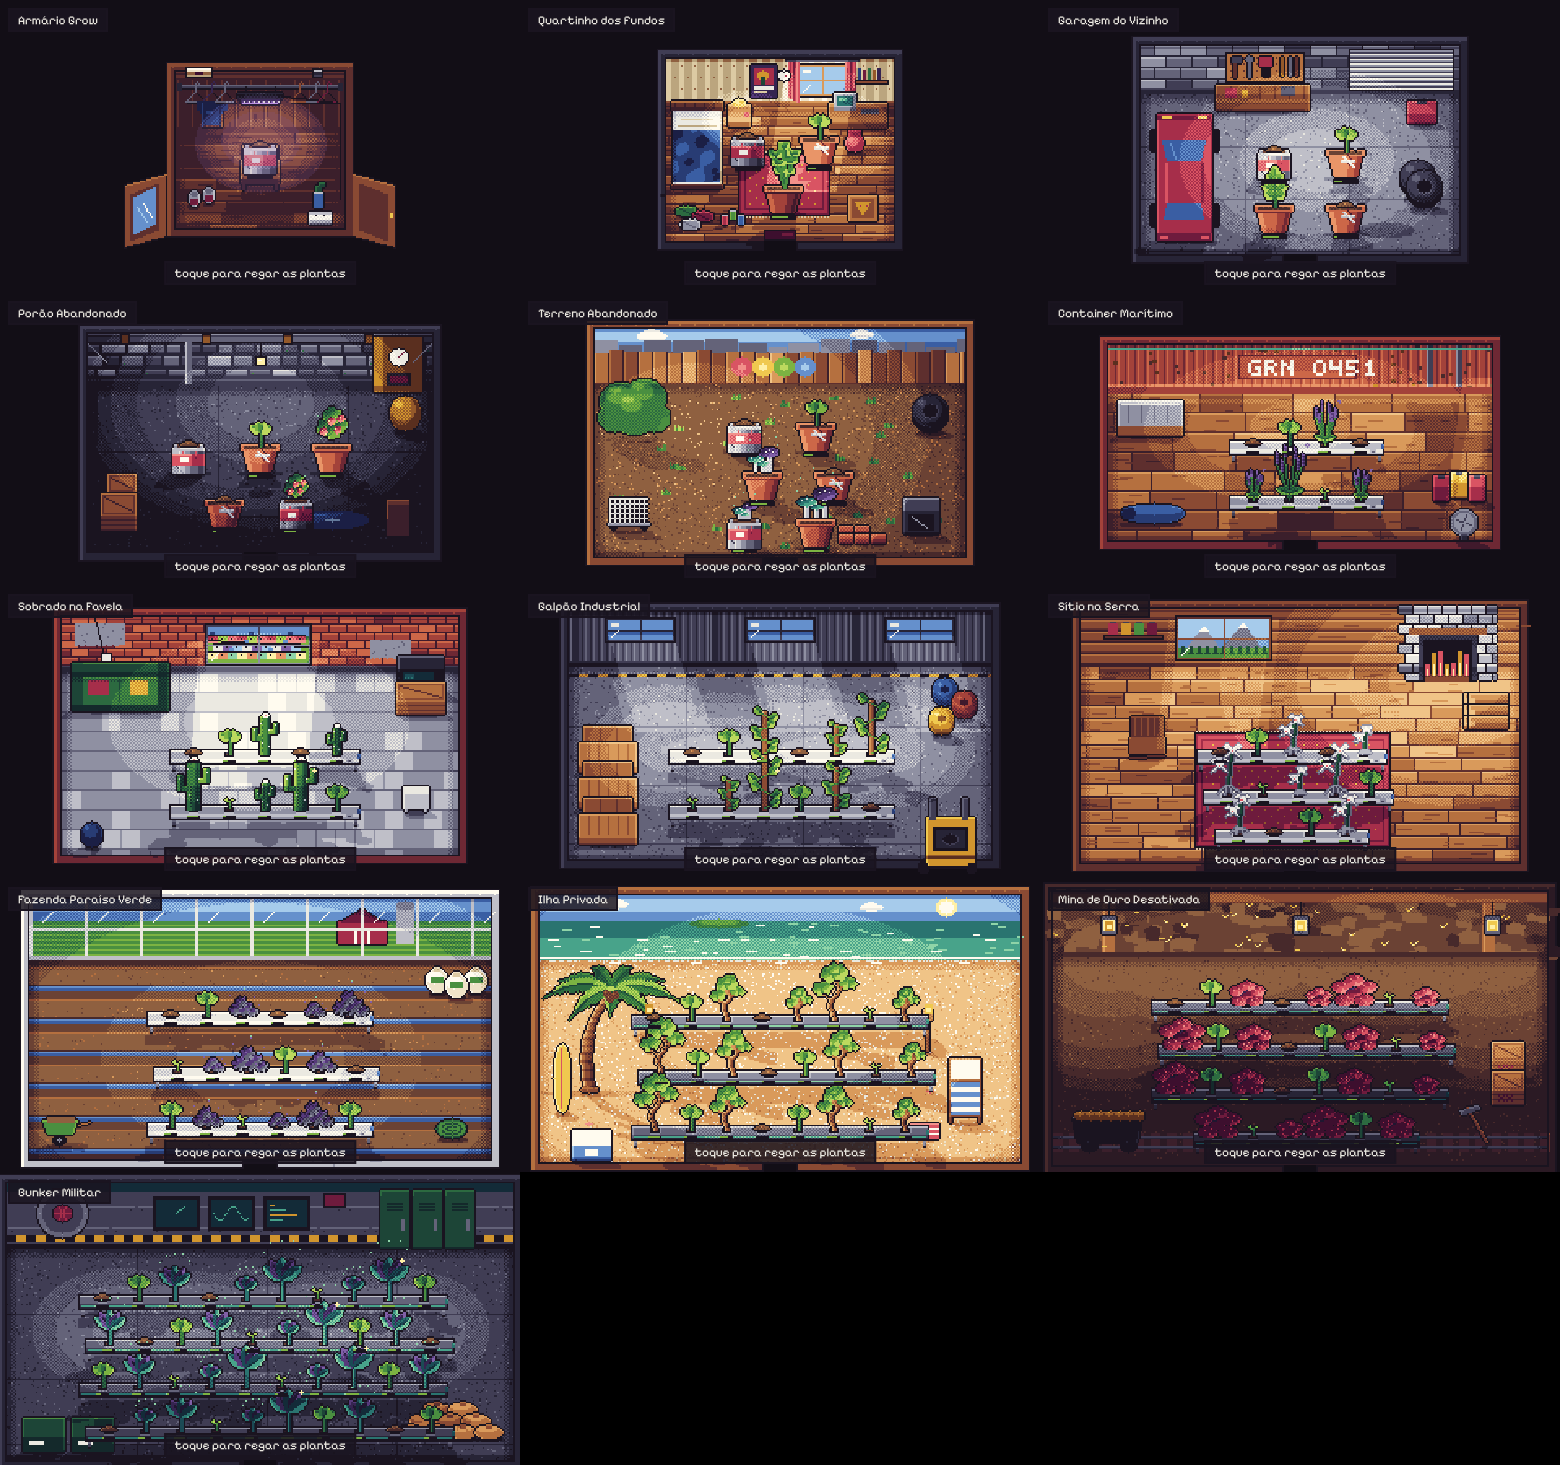 Armário Grow
Quartinho dos Fundos
Garagem do Vizinho
toque para regar as plantas
toque para regar as plantas
toque para regar as plantas
Porão Abandonado
Terreno Abandonado
Container Marítimo
GRN 0451
toque para regar as plantas
toque para regar as plantas
toque para regar as plantas
Sobrado na Favela
Galpão Industrial
Sítio na Serra
toque para regar as plantas
toque para regar as plantas
toque para regar as plantas
Fazenda Paraíso Verde
Ilha Privada
Mina de Ouro Desativada
toque para regar as plantas
toque para regar as plantas
toque para regar as plantas
Bunker Militar
toque para regar as plantas